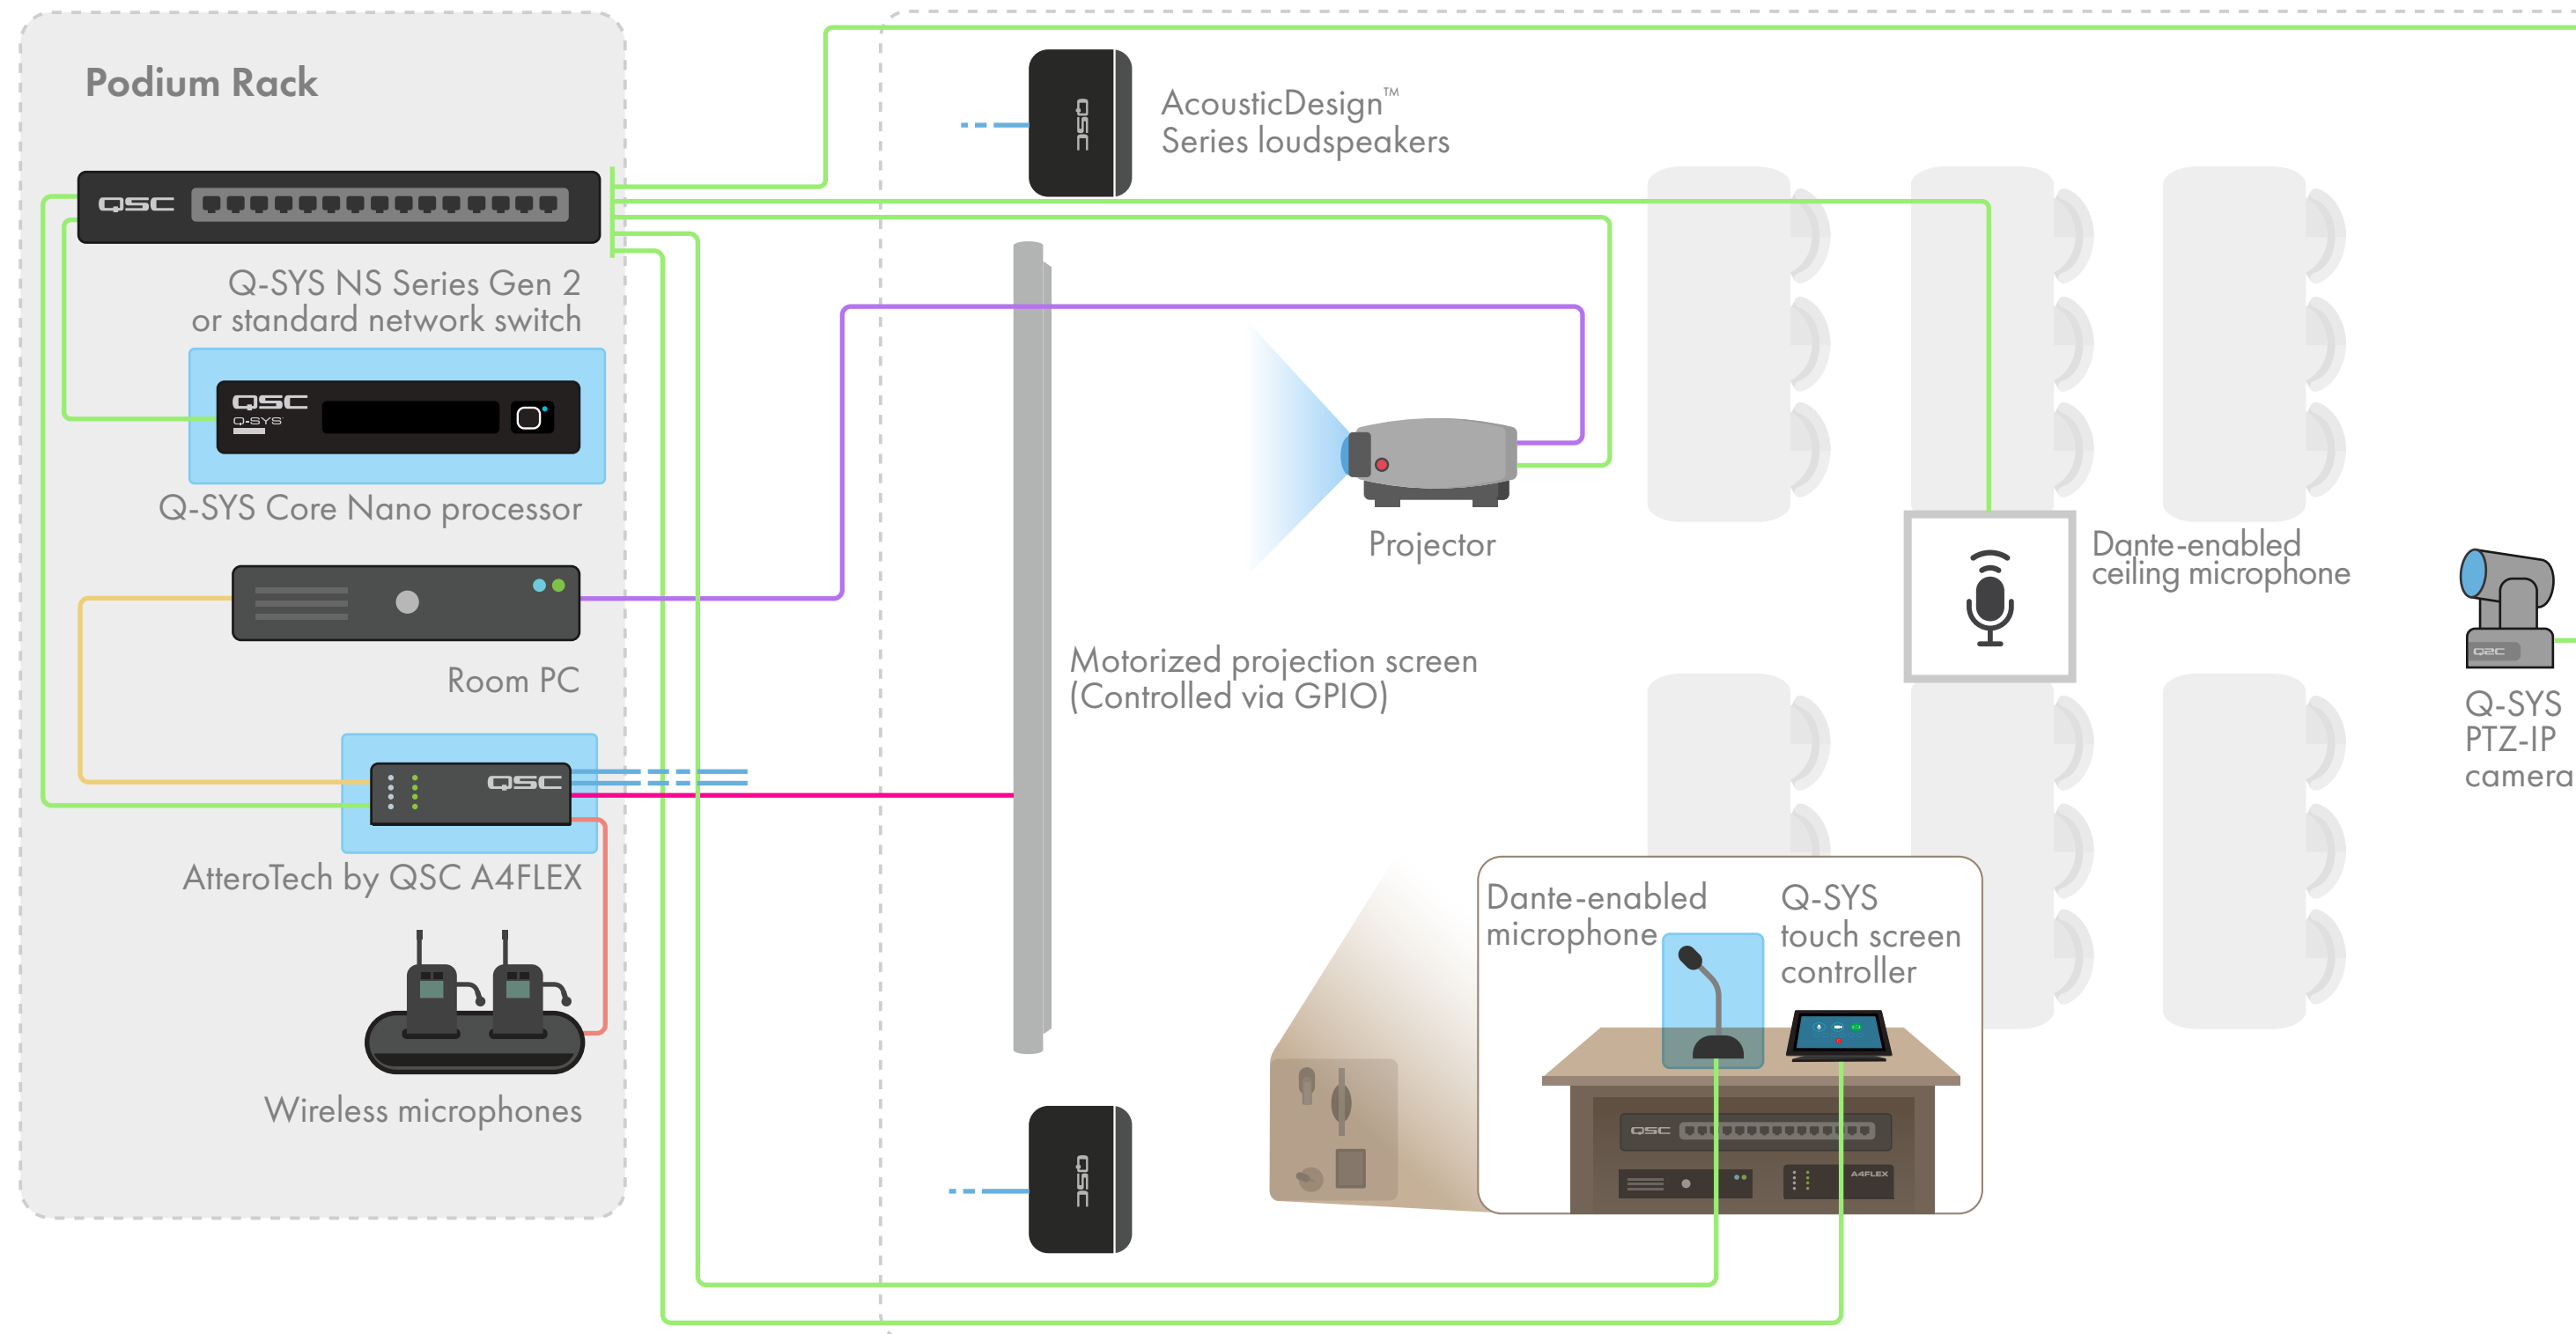 Podium Rack
QSC
Q-SYS NS Series Gen 2
or standard network switch
QSC
Q-SYS
Q-SYS Core Nano processor
Room PC
QSC
AtteroTech by QSC A4FLEX
Wireless microphones
QSC
AcousticDesign™
Series loudspeakers
Projector
Motorized projection screen
(Controlled via GPIO)
QSC
Dante-enabled
ceiling microphone
QSC
Q-SYS
PTZ-IP
camera
Dante-enabled
microphone
Q-SYS
touch screen
controller
QSC
A4FLEX